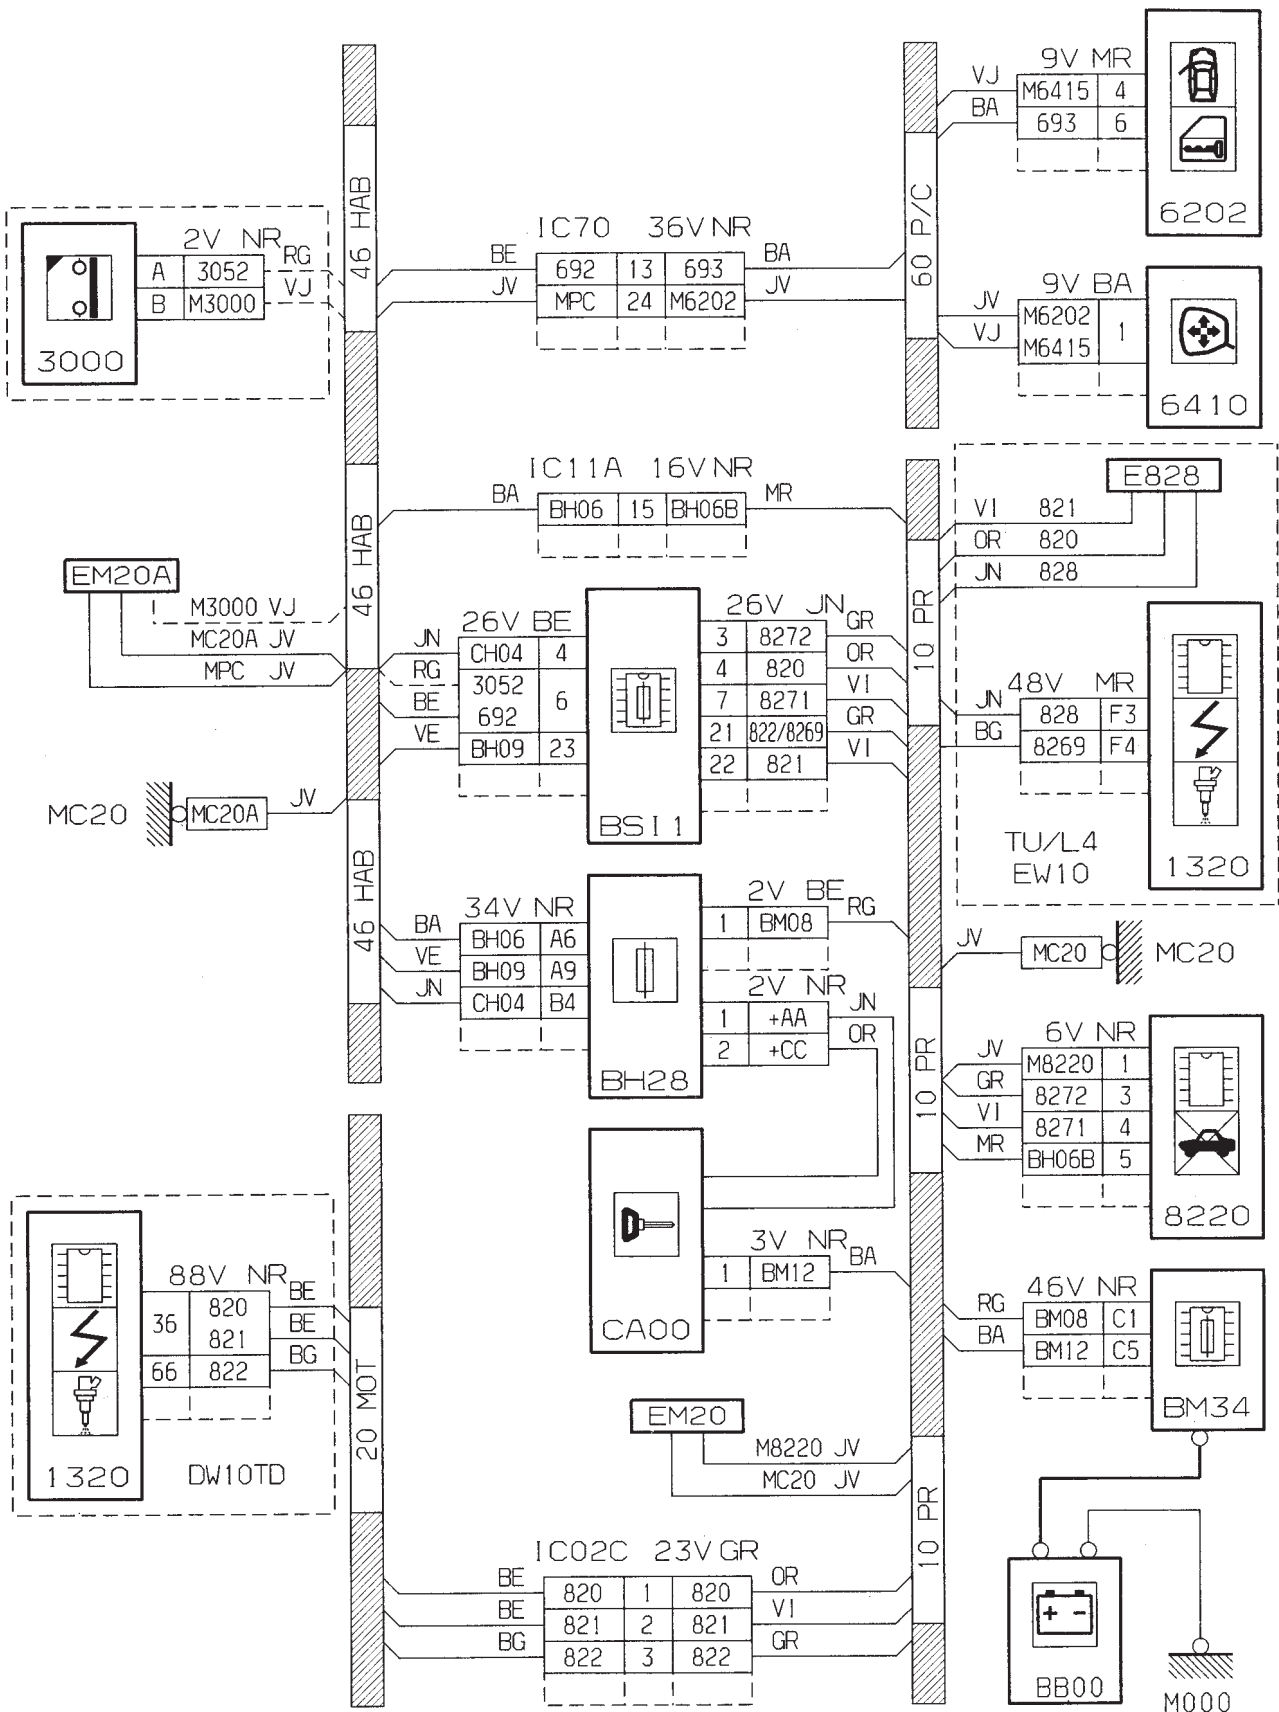 9V MR
VJ M6415 4
BA 693 6
6202
46 HAB
60 P/C
2V NR
A 3052 RG
B M3000 VJ
3000
IC70 36V NR
BE 692 13 693 BA
JV MPC 24 M6202 JV
9V BA
JV M6202
VJ M6415
1
6410
IC11A 16V NR
BA BH06 15 BH06B MR
E828
VI 821
OR 820
JN 828
EM20A
M3000 VJ
MC20A JV
MPC JV
46 HAB
10 PR
26V BE
JN CH04 4
RG 3052
BE 692
6
VE BH09 23
26V JN
3 8272 GR
4 820 OR
7 8271 VI
21 822/8269 GR
22 821 VI
BSI1
48V MR
JN 828 F3
BG 8269 F4
TU/L4
EW10
1320
MC20 MC20A JV
46 HAB
34V NR
BA BH06 A6
VE BH09 A9
JN CH04 B4
2V BE
1 BM08 RG
2V NR
1 +AA JN
2 +CC OR
BH28
JV MC20 MC20
10 PR
6V NR
JV M8220 1
GR 8272 3
VI 8271 4
MR BH06B 5
8220
3V NR
1 BM12 BA
CA00
88V NR
36
820 BE
821 BE
66 822 BG
1320
DW10TD
20 MOT
46V NR
RG BM08 C1
BA BM12 C5
BM34
EM20
M8220 JV
MC20 JV
10 PR
IC02C 23V GR
BE 820 1 820 OR
BE 821 2 821 VI
BG 822 3 822 GR
+ -
BB00
M000